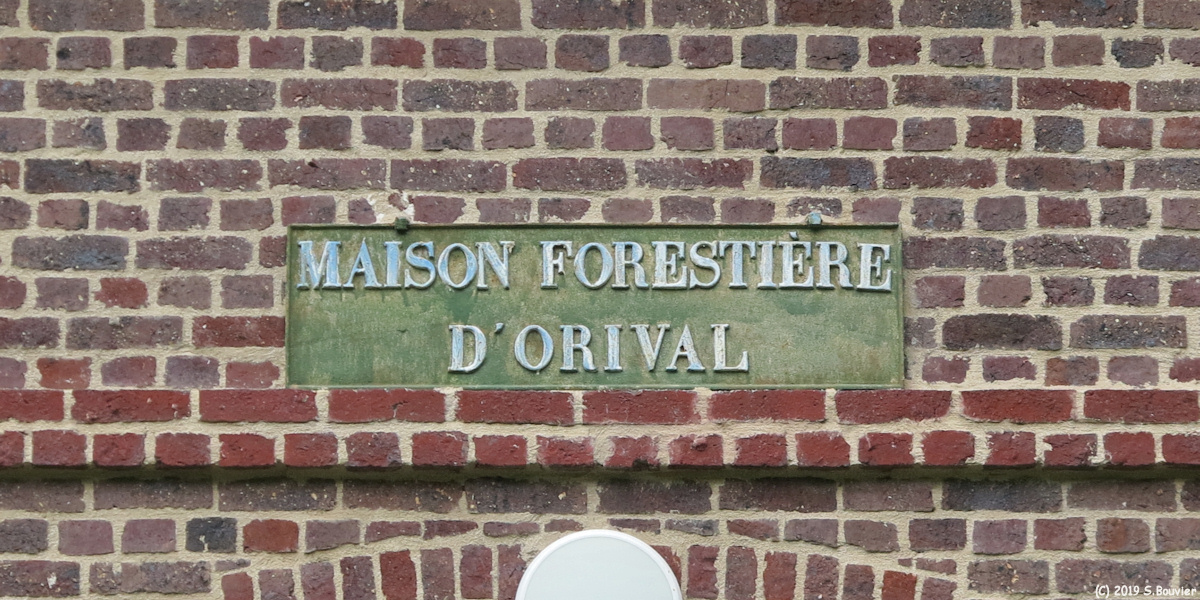 MAISON FORESTIÈRE
D'ORIVAL
(C) 2019 S.Bouvier